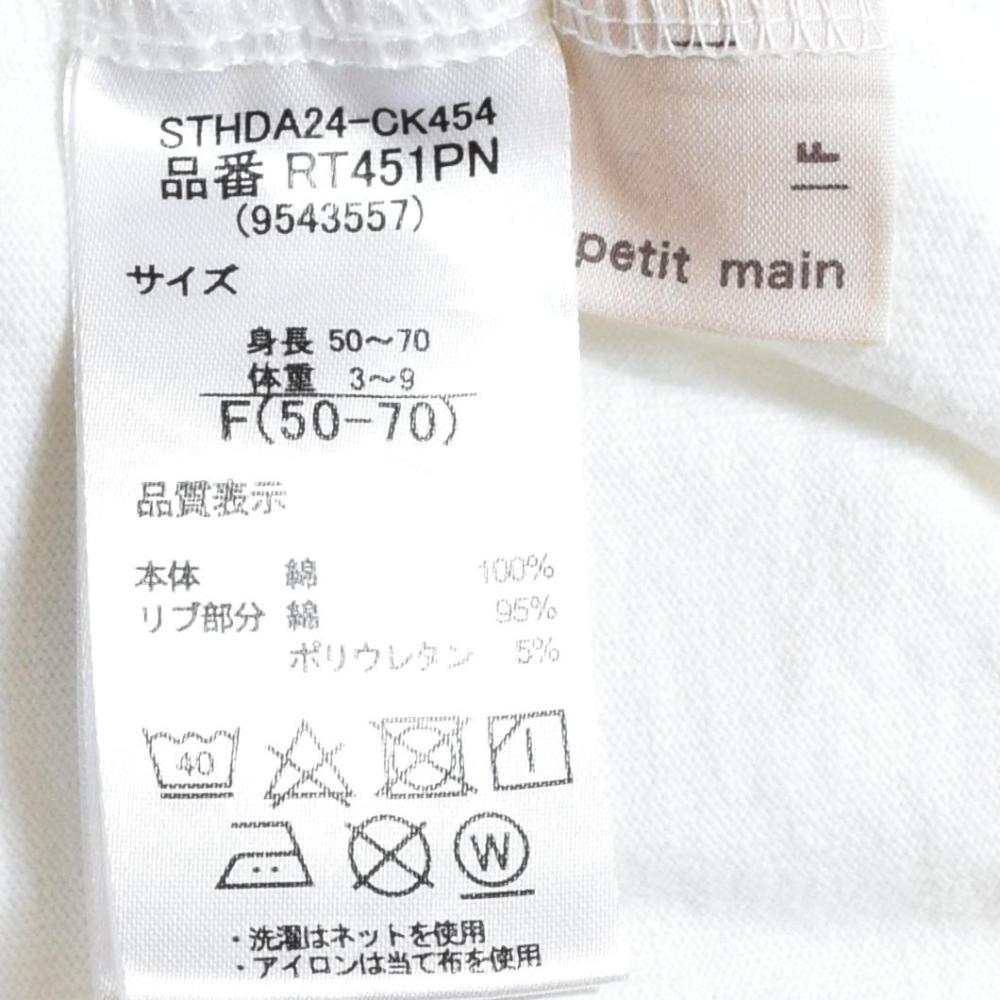 STHDA24-CK454
品番 RT451PN
(9543557)
サイズ
身長 50～70
体重 3～9
F(50-70)
品質表示
本体 綿 100%
リブ部分 綿 95%
ポリウレタン 5%
40
W
・洗濯はネットを使用
・アイロンは当て布を使用
F
petit main